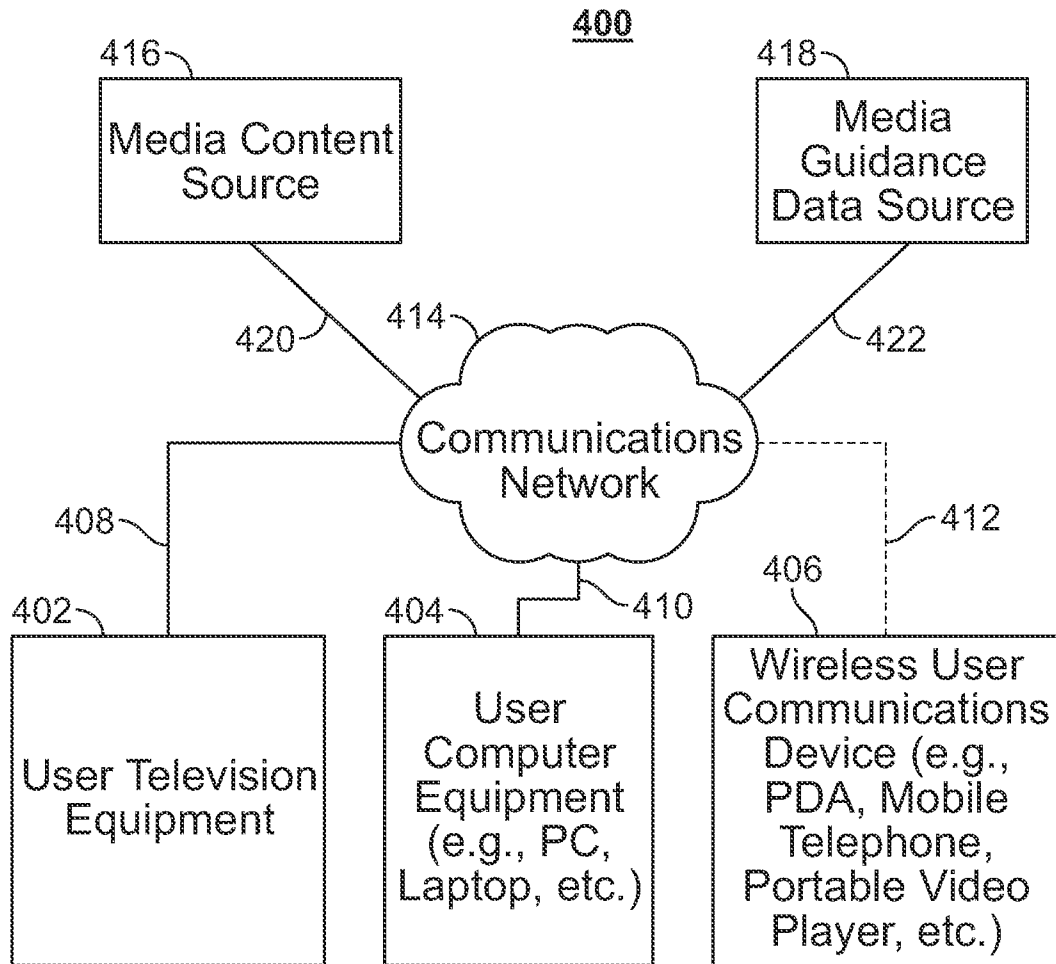 400
416
Media Content
Source
418
Media
Guidance
Data Source
420
414
422
Communications
Network
408
412
402
User Television
Equipment
404
410
User
Computer
Equipment
(e.g., PC,
Laptop, etc.)
406
Wireless User
Communications
Device (e.g.,
PDA, Mobile
Telephone,
Portable Video
Player, etc.)